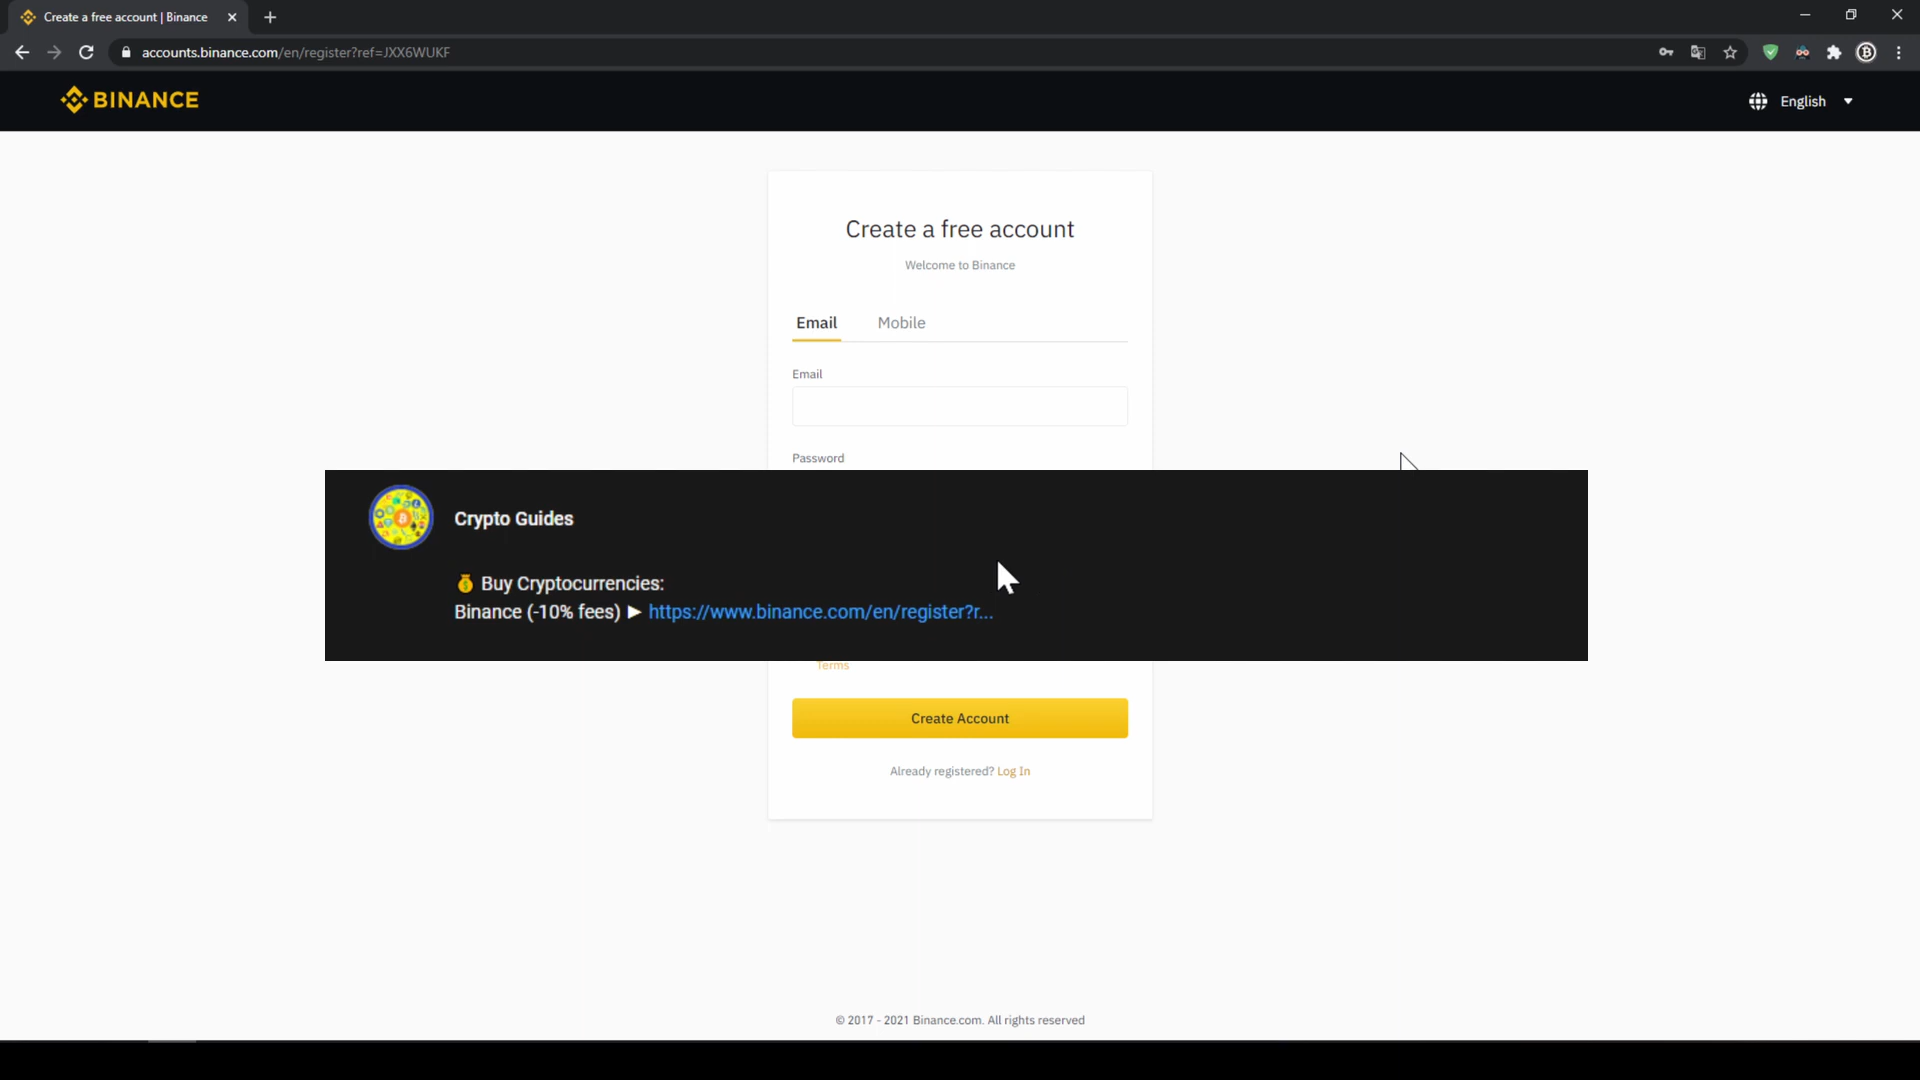 Create a free account | Binance
accounts.binance.com/en/register?ref=JXX6WUKF
BINANCE
English
Create a free account
Welcome to Binance
Email Mobile
Email
Password
Crypto Guides
💰 Buy Cryptocurrencies:
Binance (-10% fees) ► https://www.binance.com/en/register?r...
Terms
Create Account
Already registered? Log In
© 2017 - 2021 Binance.com. All rights reserved